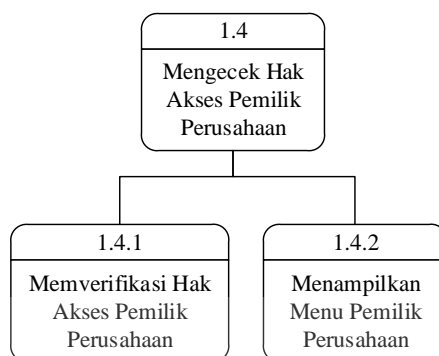 1.4
Mengecek Hak
Akses Pemilik
Perusahaan
1.4.1
Memverifikasi Hak
Akses Pemilik
Perusahaan
1.4.2
Menampilkan
Menu Pemilik
Perusahaan